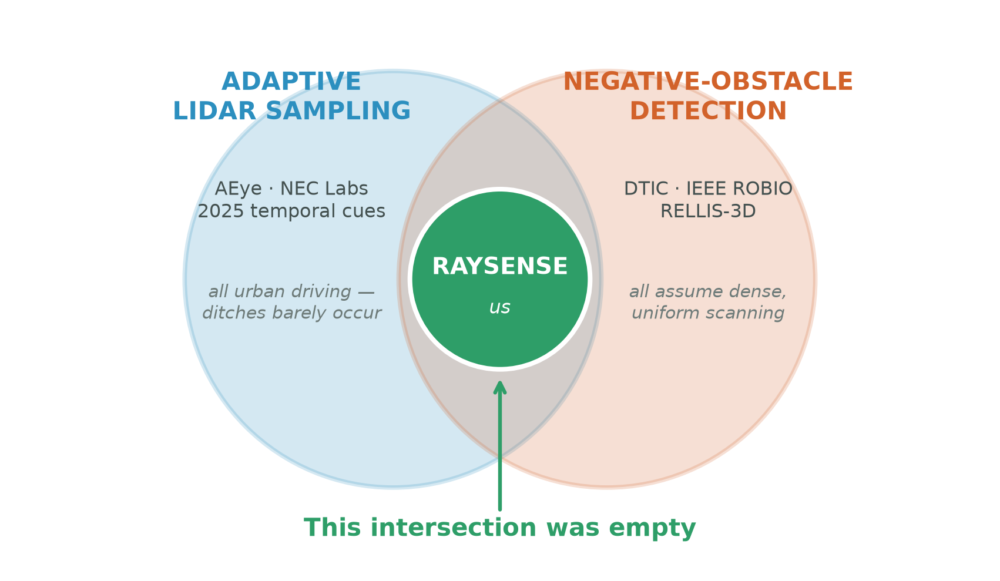 ADAPTIVE
LIDAR SAMPLING
NEGATIVE-OBSTACLE
DETECTION
AEye · NEC Labs
2025 temporal cues
DTIC · IEEE ROBIO
RELLIS-3D
RAYSENSE
us
all urban driving —
ditches barely occur
all assume dense,
uniform scanning
This intersection was empty